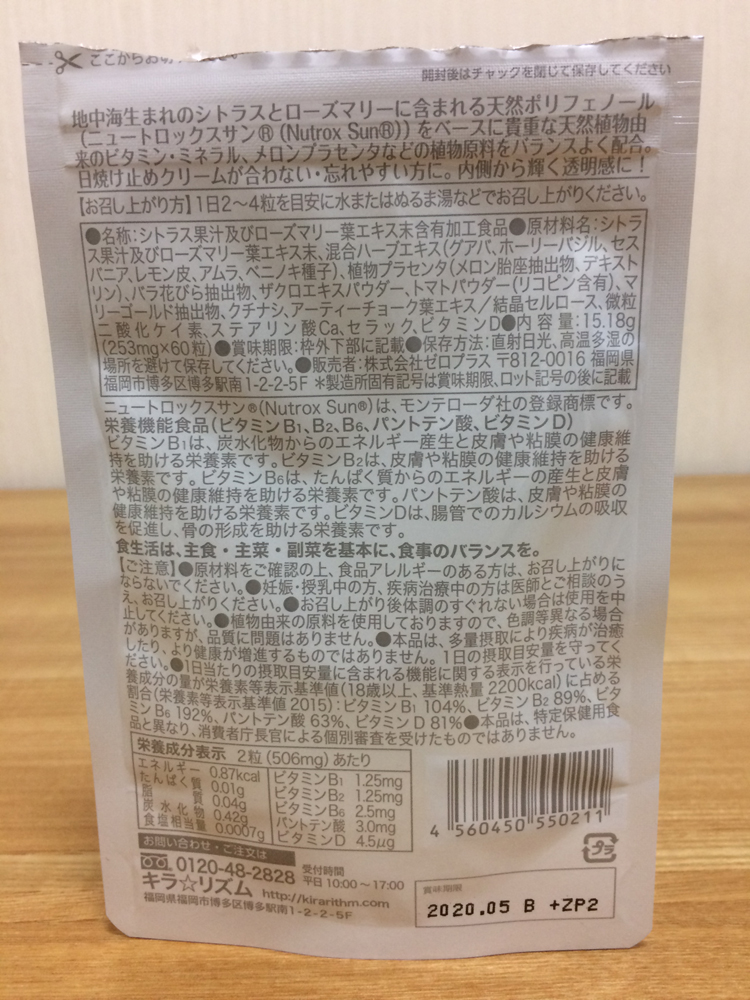 ここからお切り
開封後はチャックを閉じて保存してください
地中海生まれのシトラスとローズマリーに含まれる天然ポリフェノール
(ニュートロックスサン® (Nutrox Sun®)) をベースに貴重な天然植物由
来のビタミン・ミネラル、メロンプラセンタなどの植物原料をバランスよく配合。
日焼け止めクリームが合わない・忘れやすい方に。内側から輝く透明感に!
【お召し上がり方】1日2〜4粒を目安に水またはぬるま湯などでお召し上がりください。
●名称:シトラス果汁及びローズマリー葉エキス末含有加工食品●原材料名:シトラ
ス果汁及びローズマリー葉エキス末、混合ハーブエキス(グアバ、ホーリーバジル、セス
バニア、レモン皮、アムラ、ベニノキ種子)、植物プラセンタ(メロン胎座抽出物、デキスト
リン)、バラ花びら抽出物、ザクロエキスパウダー、トマトパウダー(リコピン含有)、マ
リーゴールド抽出物、クチナシ、アーティーチョーク葉エキス/結晶セルロース、微粒
二酸化ケイ素、ステアリン酸Ca、セラック、ビタミンD●内容量:15.18g
(253mg×60粒)●賞味期限:枠外下部に記載●保存方法:直射日光、高温多湿の
場所を避けて保存してください。●販売者:株式会社ゼロプラス 〒812-0016 福岡県
福岡市博多区博多駅南1-2-2-5F ＊製造所固有記号は賞味期限、ロット記号の後に記載
ニュートロックスサン®(Nutrox Sun®)は、モンテローダ社の登録商標です。
栄養機能食品(ビタミンB1、B2、B6、パントテン酸、ビタミンD)
ビタミンB1は、炭水化物からのエネルギー産生と皮膚や粘膜の健康維
持を助ける栄養素です。ビタミンB2は、皮膚や粘膜の健康維持を助ける
栄養素です。ビタミンB6は、たんぱく質からのエネルギーの産生と皮膚
や粘膜の健康維持を助ける栄養素です。パントテン酸は、皮膚や粘膜の
健康維持を助ける栄養素です。ビタミンDは、腸管でのカルシウムの吸収
を促進し、骨の形成を助ける栄養素です。
食生活は、主食・主菜・副菜を基本に、食事のバランスを。
【ご注意】●原材料をご確認の上、食品アレルギーのある方は、お召し上がりに
ならないでください。●妊娠・授乳中の方、疾病治療中の方は医師とご相談のう
え、お召し上がりください。●お召し上がり後体調のすぐれない場合は使用を中
止してください。●植物由来の原料を使用しておりますので、色調等異なる場合
がありますが、品質に問題はありません。●本品は、多量摂取により疾病が治癒
したり、より健康が増進するものではありません。1日の摂取目安量を守ってく
ださい。●1日当たりの摂取目安量に含まれる機能に関する表示を行っている栄
養成分の量が栄養素等表示基準値(18歳以上、基準熱量2200kcal)に占める
割合(栄養素等表示基準値2015):ビタミンB1 104%、ビタミンB2 89%、ビタ
ミンB6 192%、パントテン酸 63%、ビタミンD 81%●本品は、特定保健用食
品と異なり、消費者庁長官による個別審査を受けたものではありません。
栄養成分表示 2粒(506mg)あたり
エネルギー 0.87kcal
たんぱく質 0.01g
脂質 0.04g
炭水化物 0.42g
食塩相当量 0.0007g
ビタミンB1 1.25mg
ビタミンB2 1.25mg
ビタミンB6 2.5mg
パントテン酸 3.0mg
ビタミンD 4.5μg
4 560450 550211
プラ
お問い合わせ・ご注文は
0120-48-2828 受付時間
平日 10:00〜17:00
キラ☆リズム http://kirarithm.com
福岡県福岡市博多区博多駅南1-2-2-5F
賞味期限
2020.05 B +ZP2